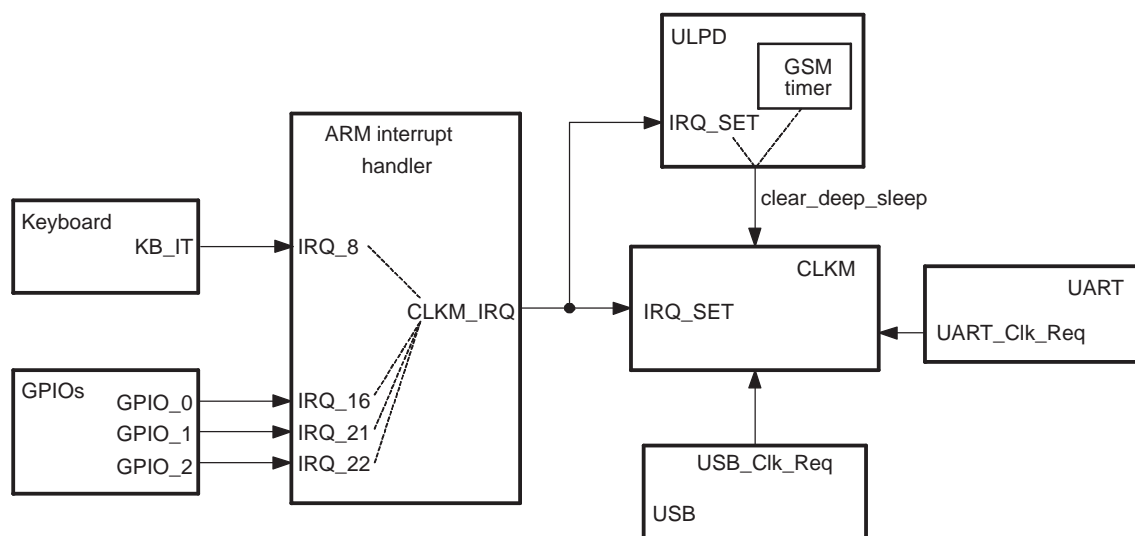 ULPD
GSM
timer
IRQ_SET
clear_deep_sleep
ARM interrupt
handler
Keyboard
KB_IT
IRQ_8
CLKM_IRQ
CLKM
IRQ_SET
UART
UART_Clk_Req
GPIOs
GPIO_0
GPIO_1
GPIO_2
IRQ_16
IRQ_21
IRQ_22
USB_Clk_Req
USB